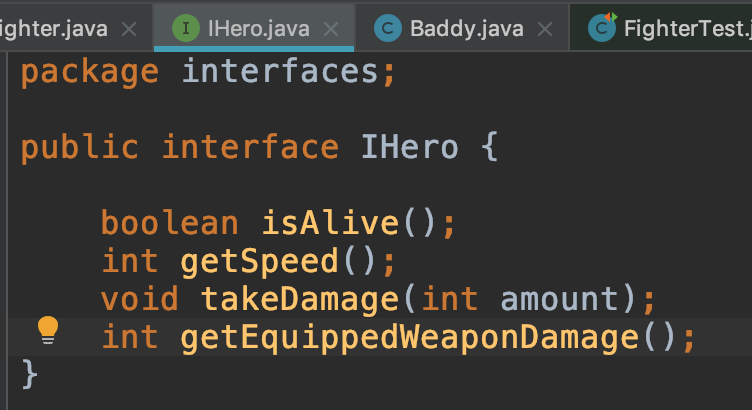 ighter.java
I IHero.java
C Baddy.java
C FighterTest.j
package interfaces;
public interface IHero {
boolean isAlive();
int getSpeed();
void takeDamage(int amount);
int getEquippedWeaponDamage();
}